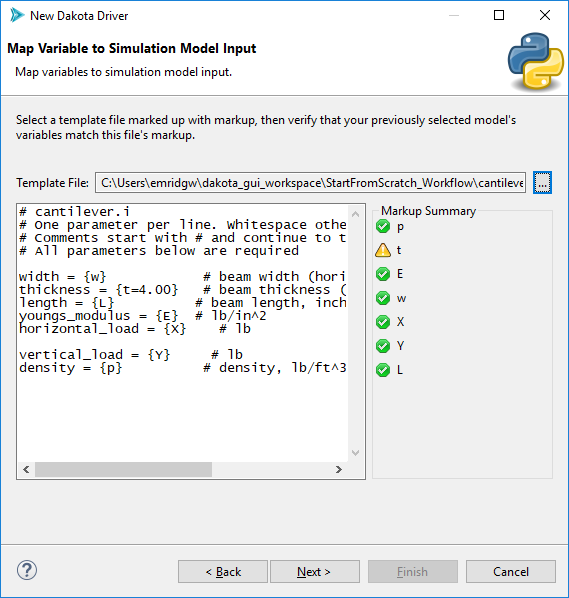 New Dakota Driver
Map Variable to Simulation Model Input
Map variables to simulation model input.
Select a template file marked up with markup, then verify that your previously selected model's
variables match this file's markup.
Template File: C:\Users\emridgw\dakota_gui_workspace\StartFromScratch_Workflow\cantileve ...
# cantilever.i
# One parameter per line. Whitespace othe
# Comments start with # and continue to t
# All parameters below are required
width = {w} # beam width (hori
thickness = {t=4.00} # beam thickness (
length = {L} # beam length, inch
youngs_modulus = {E} # lb/in^2
horizontal_load = {X} # lb
vertical_load = {Y} # lb
density = {p} # density, lb/ft^3
Markup Summary
p
t
E
w
X
Y
L
? < Back Next > Finish Cancel